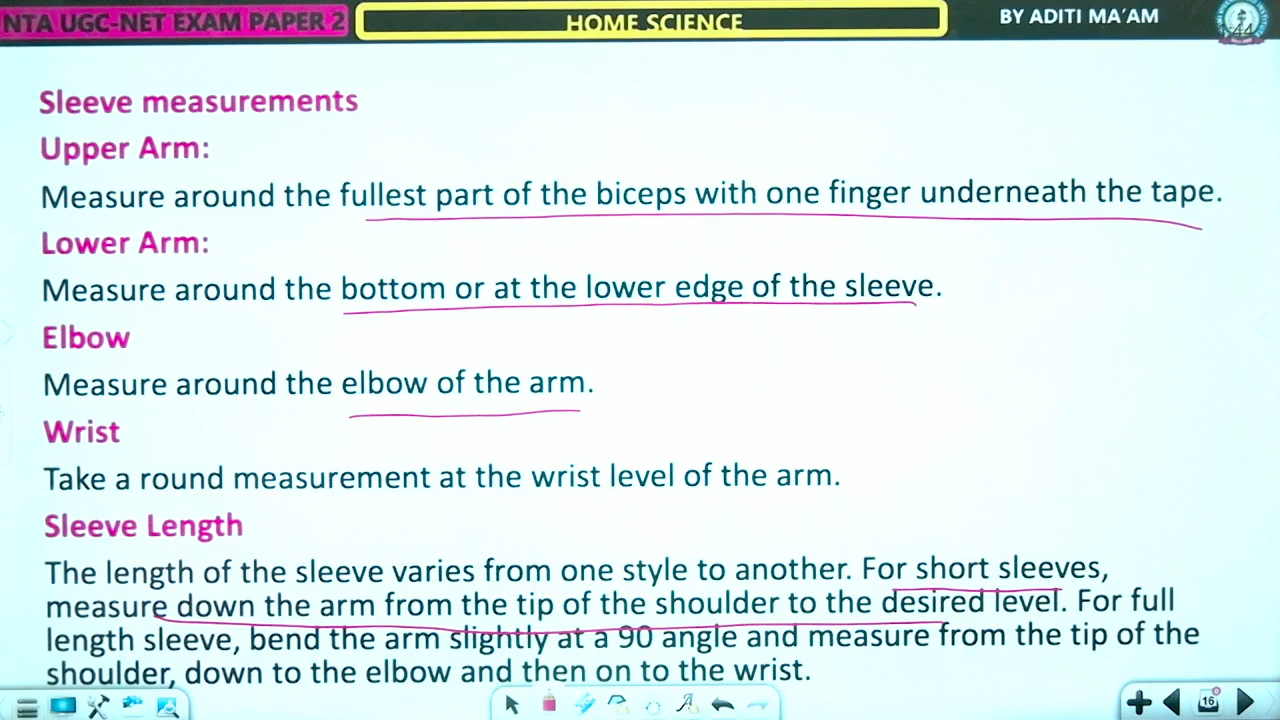 NTA UGC-NET EXAM PAPER 2
HOME SCIENCE
BY ADITI MA'AM
Sleeve measurements
Upper Arm:
Measure around the fullest part of the biceps with one finger underneath the tape.
Lower Arm:
Measure around the bottom or at the lower edge of the sleeve.
Elbow
Measure around the elbow of the arm.
Wrist
Take a round measurement at the wrist level of the arm.
Sleeve Length
The length of the sleeve varies from one style to another. For short sleeves,
measure down the arm from the tip of the shoulder to the desired level. For full
length sleeve, bend the arm slightly at a 90 angle and measure from the tip of the
shoulder, down to the elbow and then on to the wrist.
16